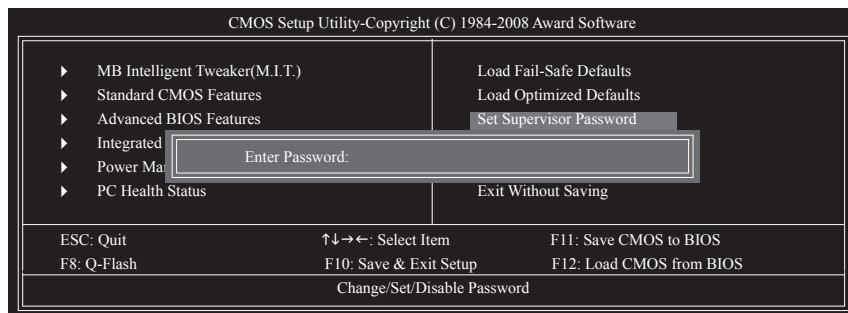 CMOS Setup Utility-Copyright (C) 1984-2008 Award Software
MB Intelligent Tweaker(M.I.T.)
Standard CMOS Features
Advanced BIOS Features
Integrated
Power Ma
PC Health Status
Load Fail-Safe Defaults
Load Optimized Defaults
Set Supervisor Password
Exit Without Saving
Enter Password:
ESC: Quit ↑↓→←: Select Item F11: Save CMOS to BIOS
F8: Q-Flash F10: Save & Exit Setup F12: Load CMOS from BIOS
Change/Set/Disable Password